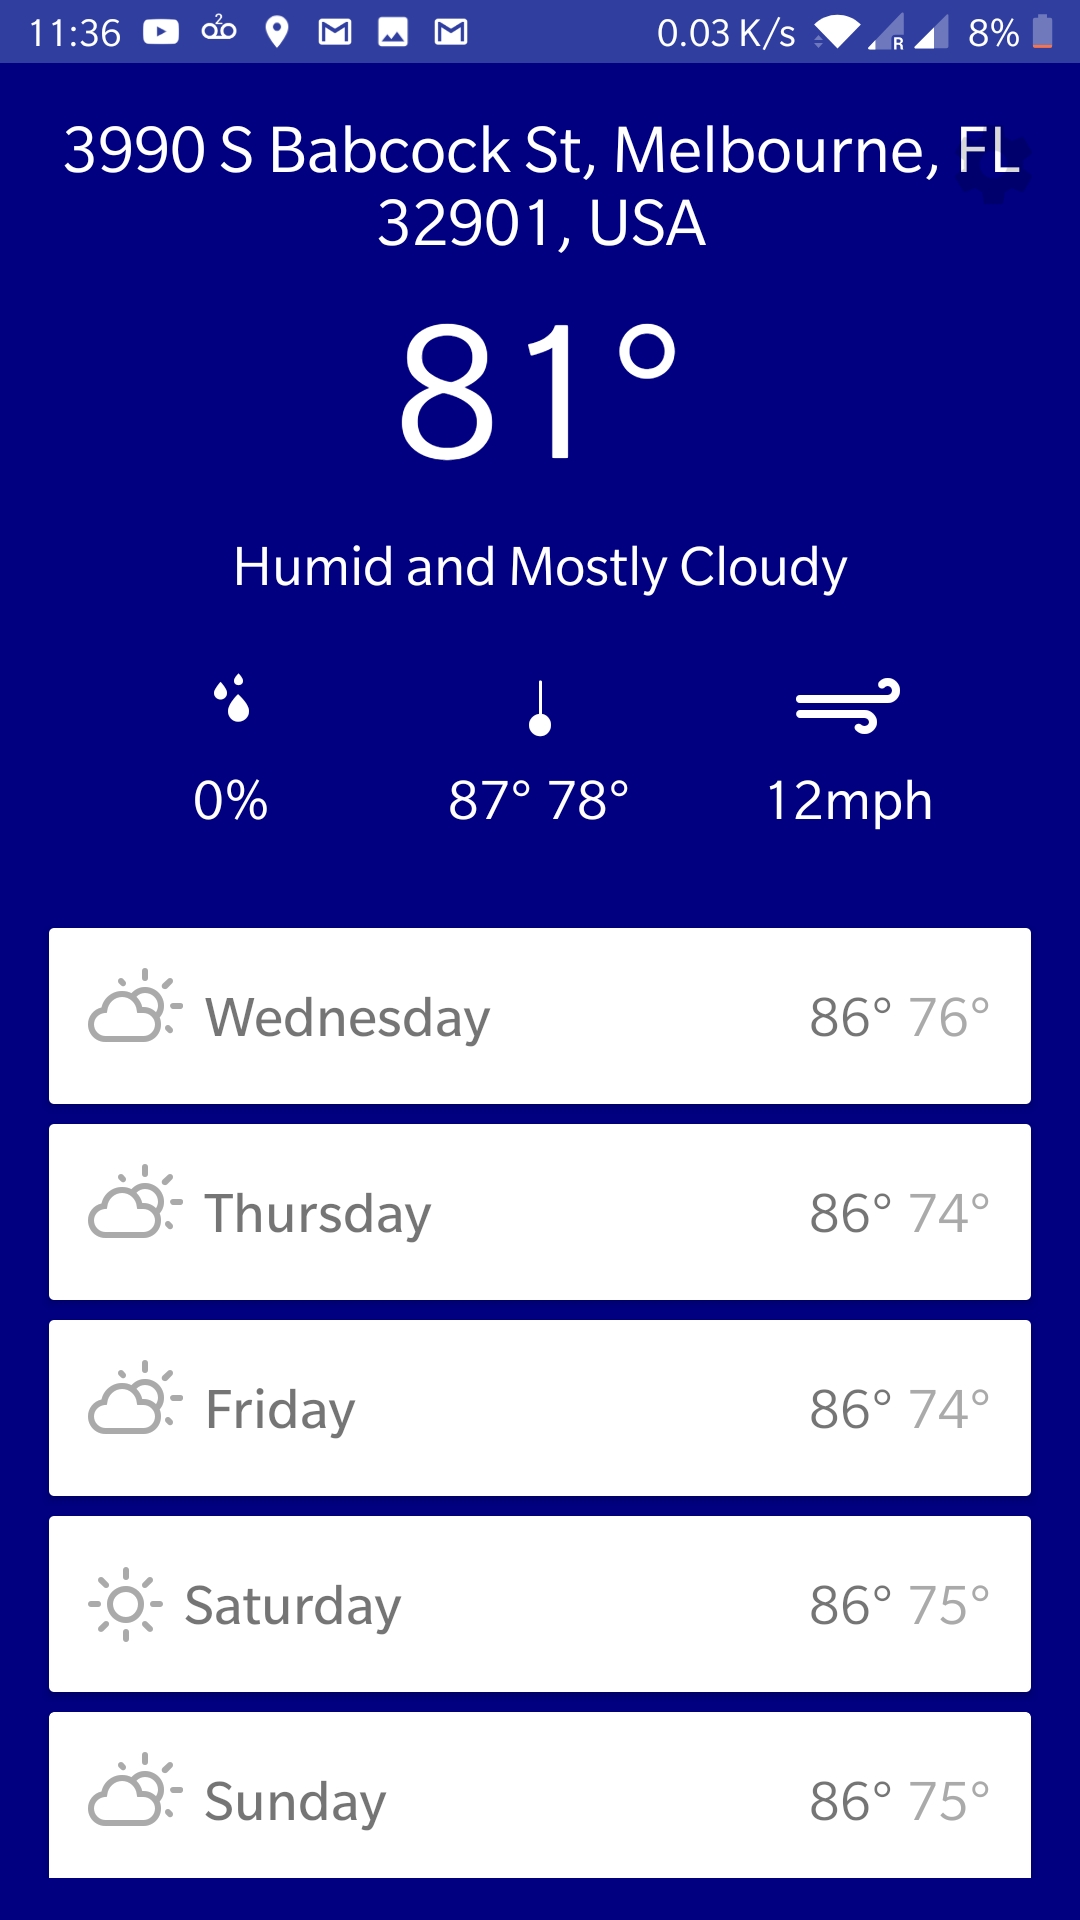 11:36 2 0.03 K/s R 8%
3990 S Babcock St, Melbourne, FL
32901, USA
81°
Humid and Mostly Cloudy
0% 87° 78° 12mph
Wednesday 86° 76°
Thursday 86° 74°
Friday 86° 74°
Saturday 86° 75°
Sunday 86° 75°